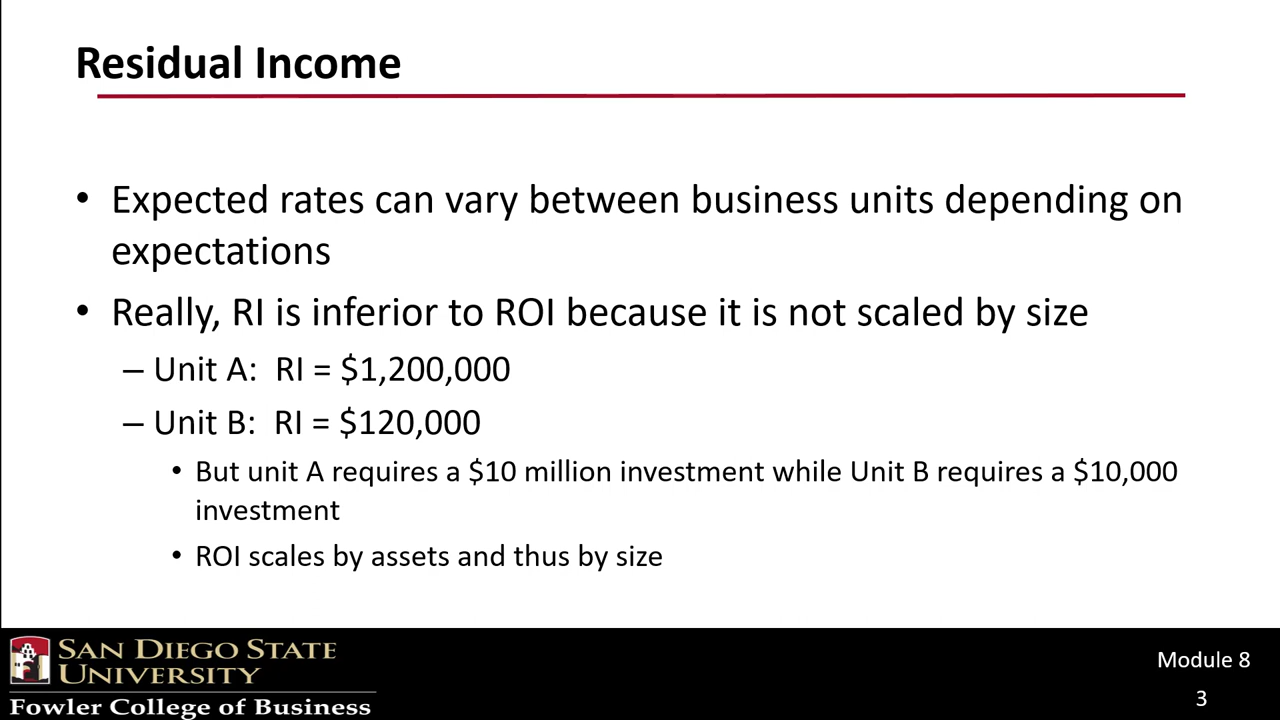 Residual Income
• Expected rates can vary between business units depending on
expectations
• Really, RI is inferior to ROI because it is not scaled by size
– Unit A:  RI = $1,200,000
– Unit B:  RI = $120,000
• But unit A requires a $10 million investment while Unit B requires a $10,000
investment
• ROI scales by assets and thus by size
SAN DIEGO STATE
UNIVERSITY
Fowler College of Business
Module 8
3